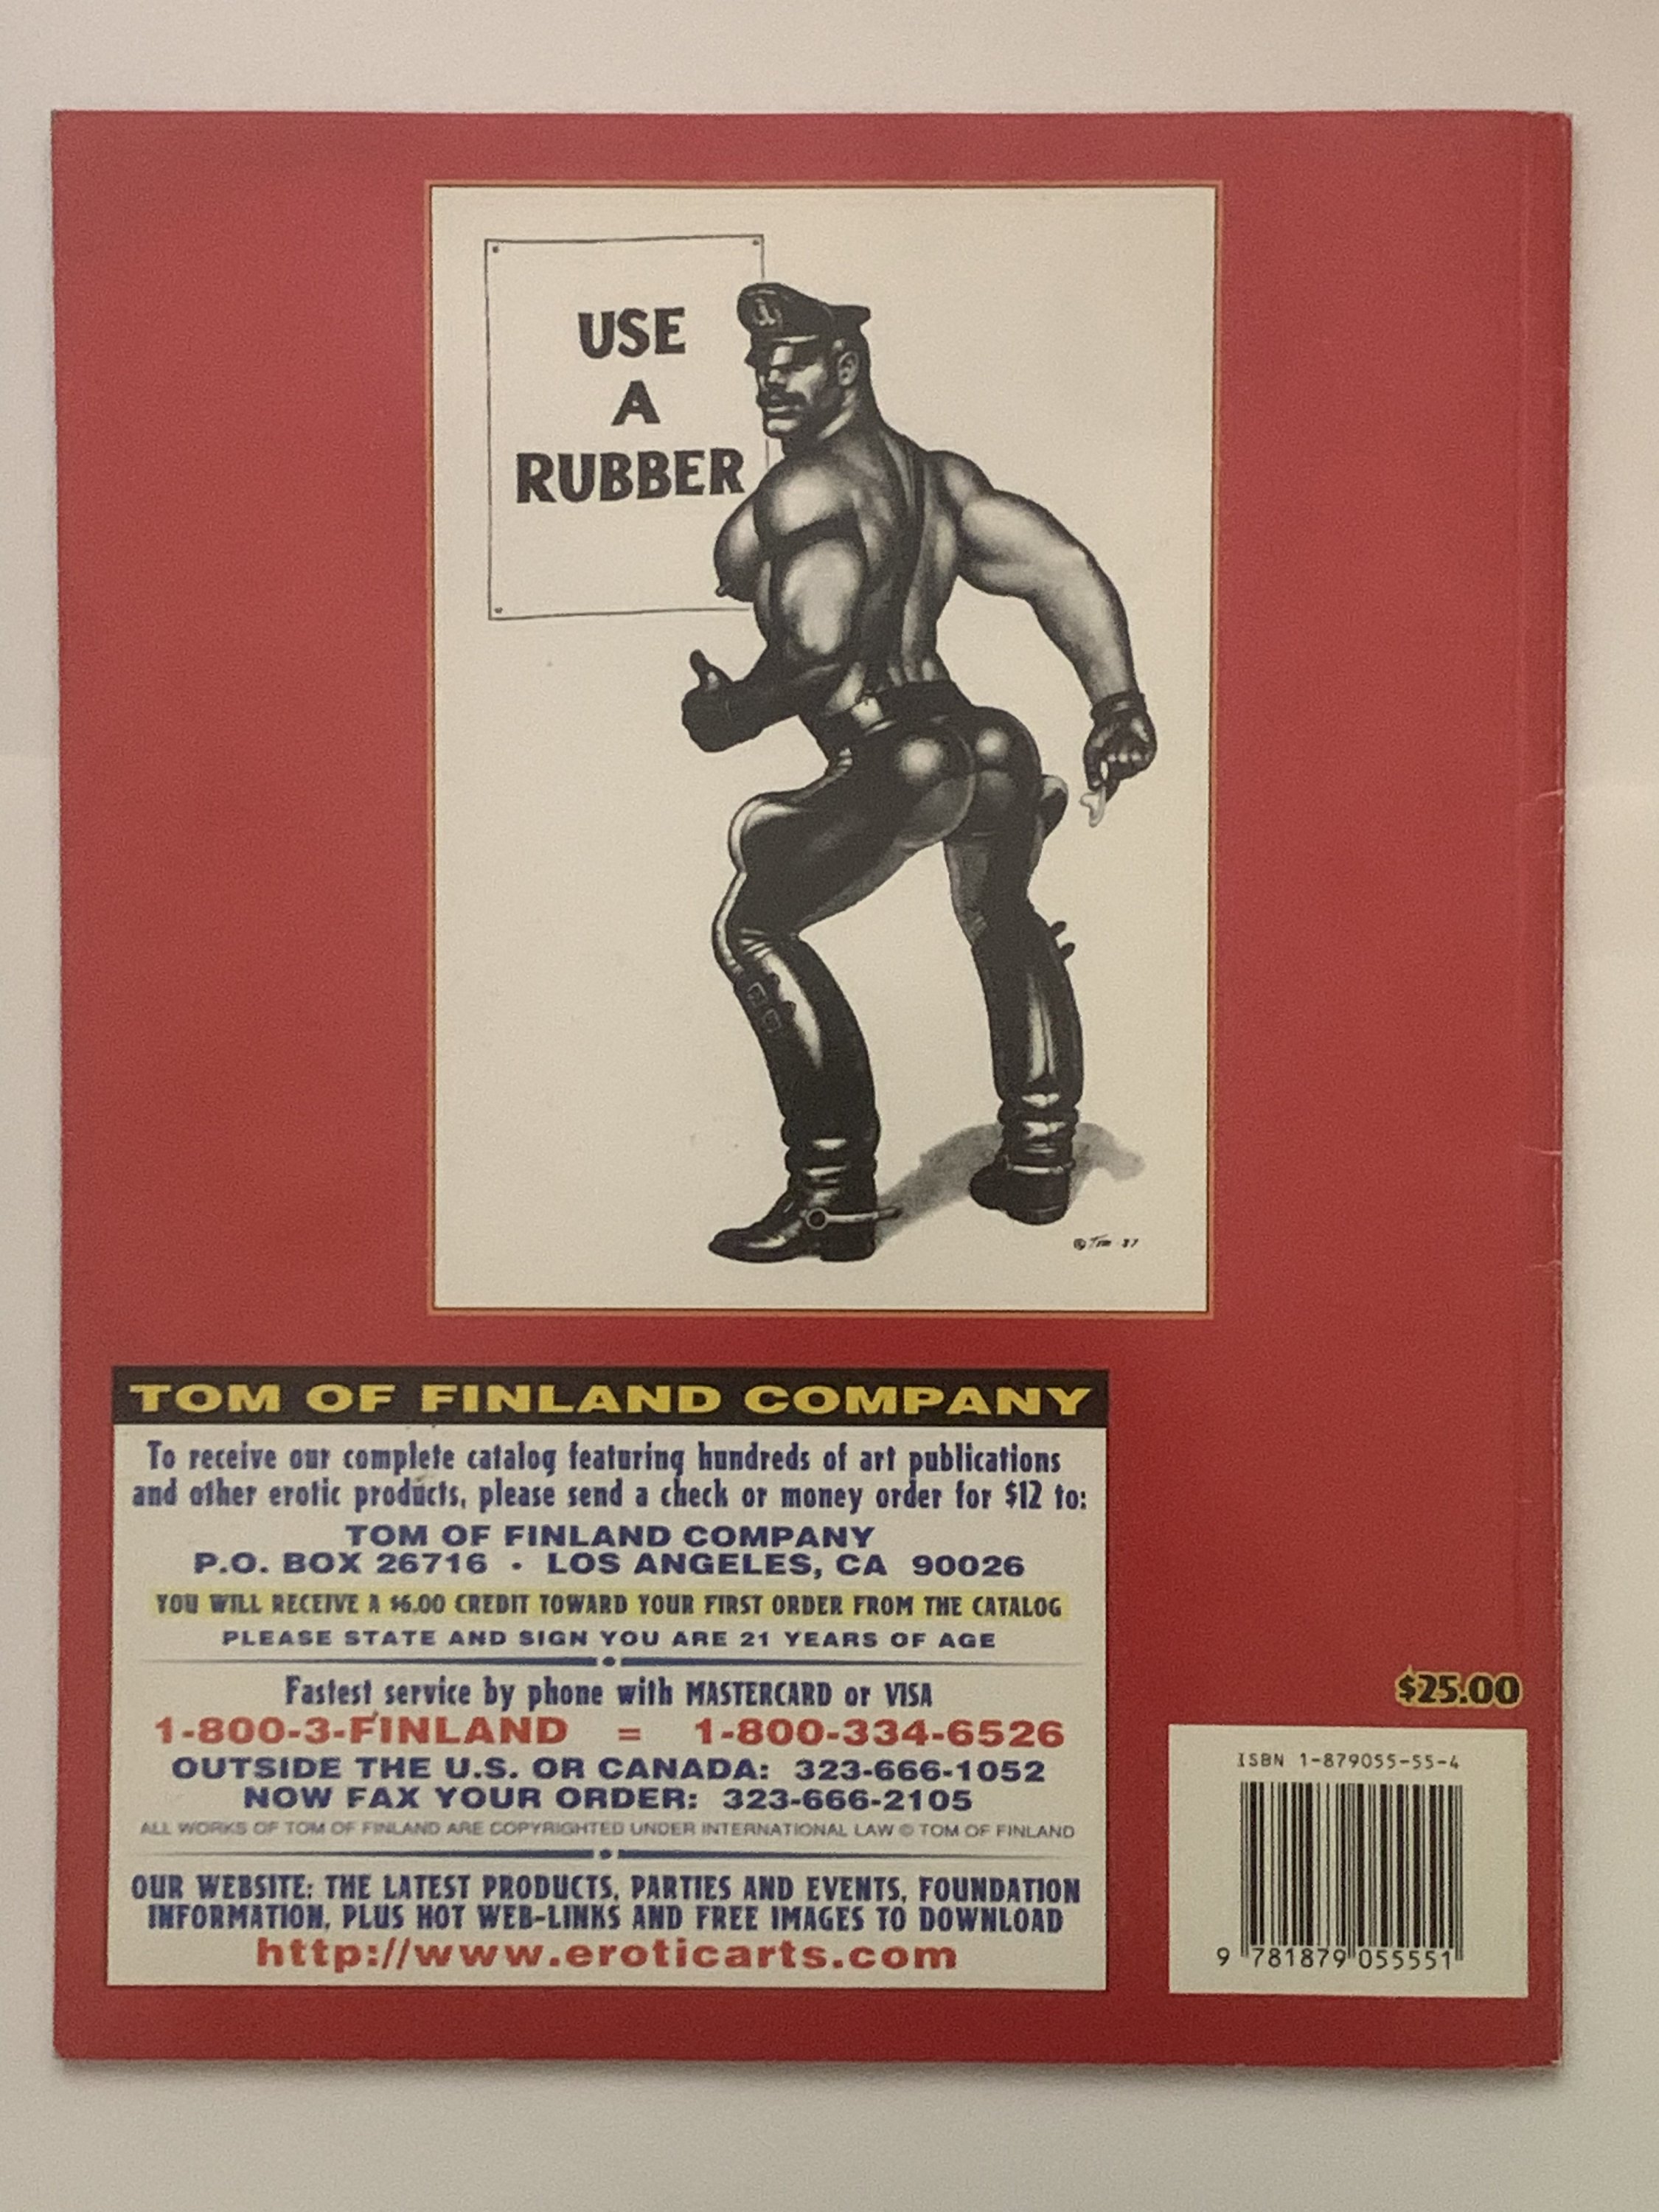 USE
A
RUBBER
© Tom 87
TOM OF FINLAND COMPANY
To receive our complete catalog featuring hundreds of art publications
and other erotic products, please send a check or money order for $12 to:
TOM OF FINLAND COMPANY
P.O. BOX 26716 • LOS ANGELES, CA 90026
YOU WILL RECEIVE A $6.00 CREDIT TOWARD YOUR FIRST ORDER FROM THE CATALOG
PLEASE STATE AND SIGN YOU ARE 21 YEARS OF AGE
Fastest service by phone with MASTERCARD or VISA
1-800-3-FINLAND = 1-800-334-6526
OUTSIDE THE U.S. OR CANADA: 323-666-1052
NOW FAX YOUR ORDER: 323-666-2105
ALL WORKS OF TOM OF FINLAND ARE COPYRIGHTED UNDER INTERNATIONAL LAW © TOM OF FINLAND
OUR WEBSITE: THE LATEST PRODUCTS, PARTIES AND EVENTS, FOUNDATION
INFORMATION, PLUS HOT WEB-LINKS AND FREE IMAGES TO DOWNLOAD
http://www.eroticarts.com
$25.00
ISBN 1-879055-55-4
9 781879 055551